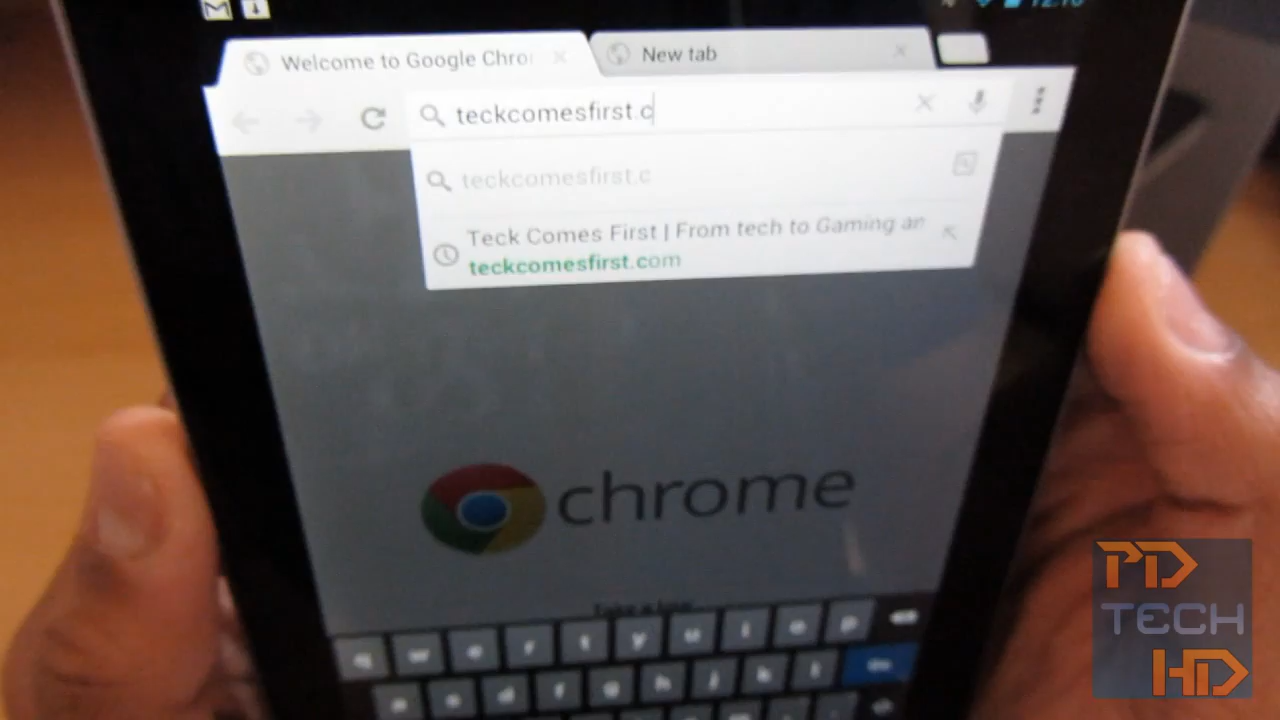 Welcome to Google Chro
New tab
teckcomesfirst.c
teckcomesfirst.c
Teck Comes First | From tech to Gaming an
teckcomesfirst.com
chrome
q w e r t y u i o p
a s d f g h j k l
PD
TECH
HD